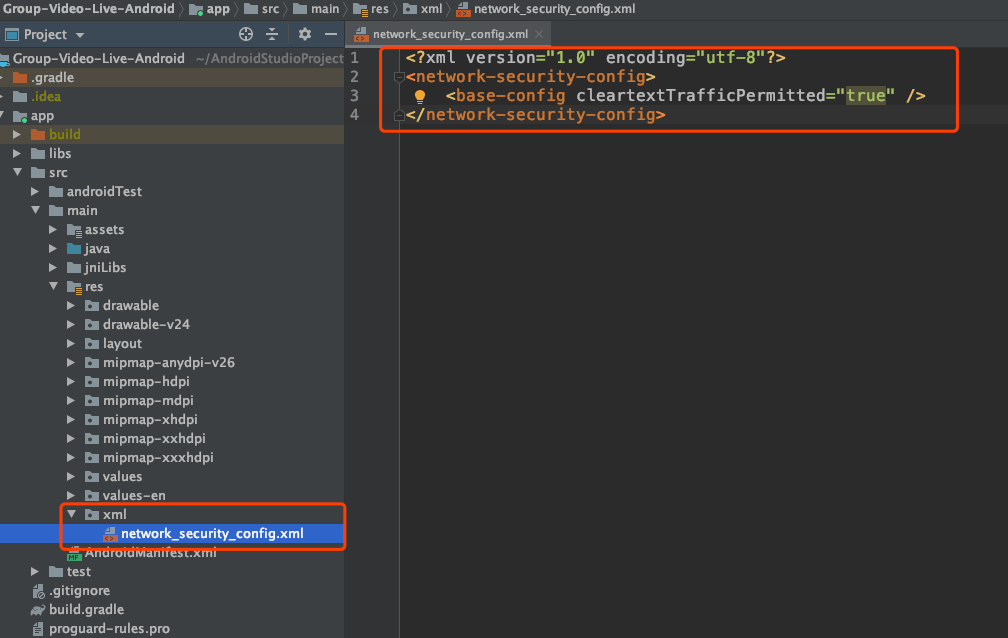 Group-Video-Live-Android app src main res xml network_security_config.xml
Project
network_security_config.xml
Group-Video-Live-Android ~/AndroidStudioProject
.gradle
.idea
app
build
libs
src
androidTest
main
assets
java
jniLibs
res
drawable
drawable-v24
layout
mipmap-anydpi-v26
mipmap-hdpi
mipmap-mdpi
mipmap-xhdpi
mipmap-xxhdpi
mipmap-xxxhdpi
values
values-en
xml
network_security_config.xml
AndroidManifest.xml
test
.gitignore
build.gradle
proguard-rules.pro
1 <?xml version="1.0" encoding="utf-8"?>
2 <network-security-config>
3 <base-config cleartextTrafficPermitted="true" />
4 </network-security-config>